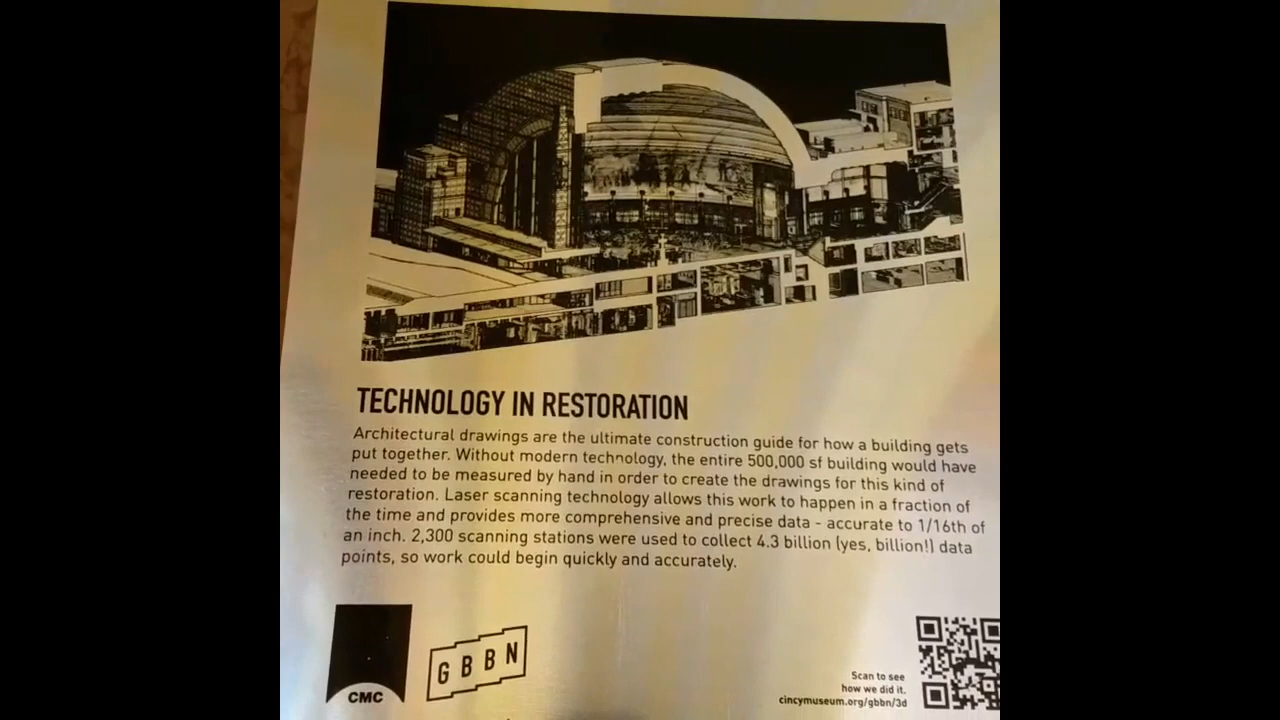 TECHNOLOGY IN RESTORATION
Architectural drawings are the ultimate construction guide for how a building gets
put together. Without modern technology, the entire 500,000 sf building would have
needed to be measured by hand in order to create the drawings for this kind of
restoration. Laser scanning technology allows this work to happen in a fraction of
the time and provides more comprehensive and precise data - accurate to 1/16th of
an inch. 2,300 scanning stations were used to collect 4.3 billion (yes, billion!) data
points, so work could begin quickly and accurately.
CMC
GBBN
Scan to see
how we did it.
cincymuseum.org/gbbn/3d